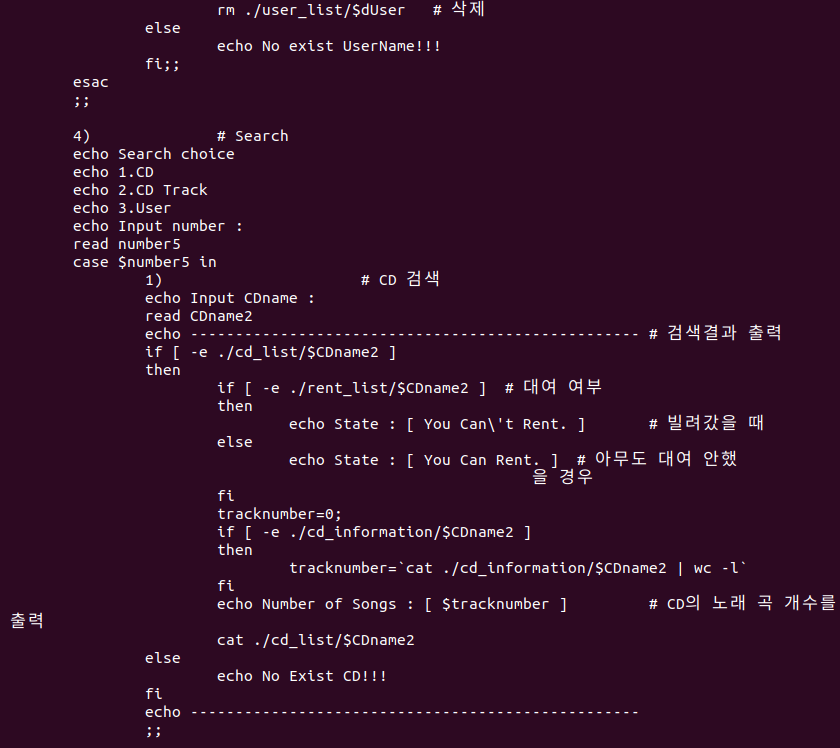 rm ./user_list/$dUser   # 삭제
else
echo No exist UserName!!!
fi;;
esac
;;
4)              # Search
echo Search choice
echo 1.CD
echo 2.CD Track
echo 3.User
echo Input number :
read number5
case $number5 in
1)                      # CD 검색
echo Input CDname :
read CDname2
echo -------------------------------------------------- # 검색결과 출력
if [ -e ./cd_list/$CDname2 ]
then
if [ -e ./rent_list/$CDname2 ]  # 대여 여부
then
echo State : [ You Can\'t Rent. ]       # 빌려갔을 때
else
echo State : [ You Can Rent. ]  # 아무도 대여 안했
을 경우
fi
tracknumber=0;
if [ -e ./cd_information/$CDname2 ]
then
tracknumber=`cat ./cd_information/$CDname2 | wc -l`
fi
echo Number of Songs : [ $tracknumber ]         # CD의 노래 곡 개수를
출력
cat ./cd_list/$CDname2
else
echo No Exist CD!!!
fi
echo --------------------------------------------------
;;